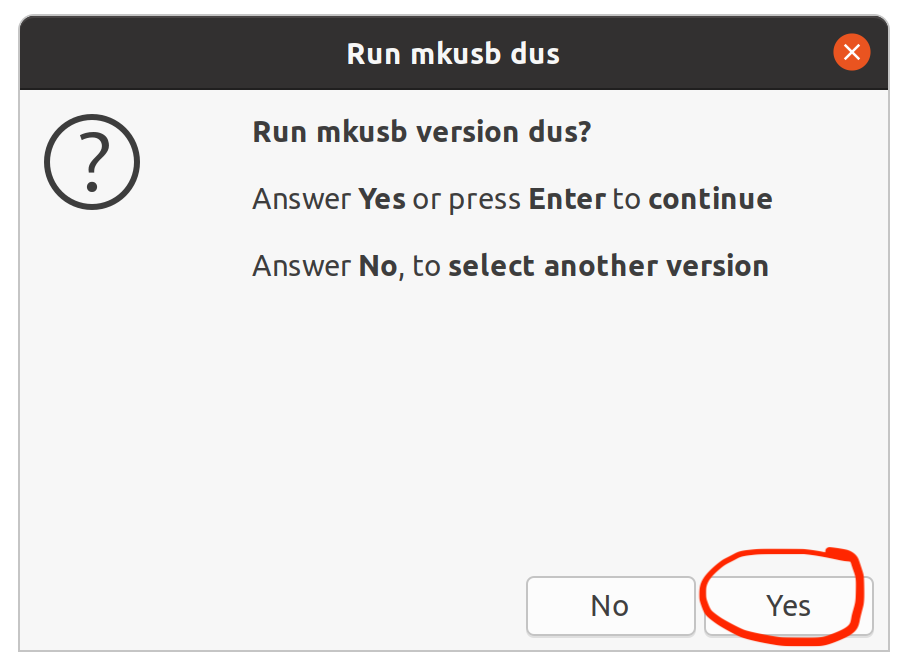 Run mkusb dus
Run mkusb version dus?
Answer Yes or press Enter to continue
Answer No, to select another version
No
Yes